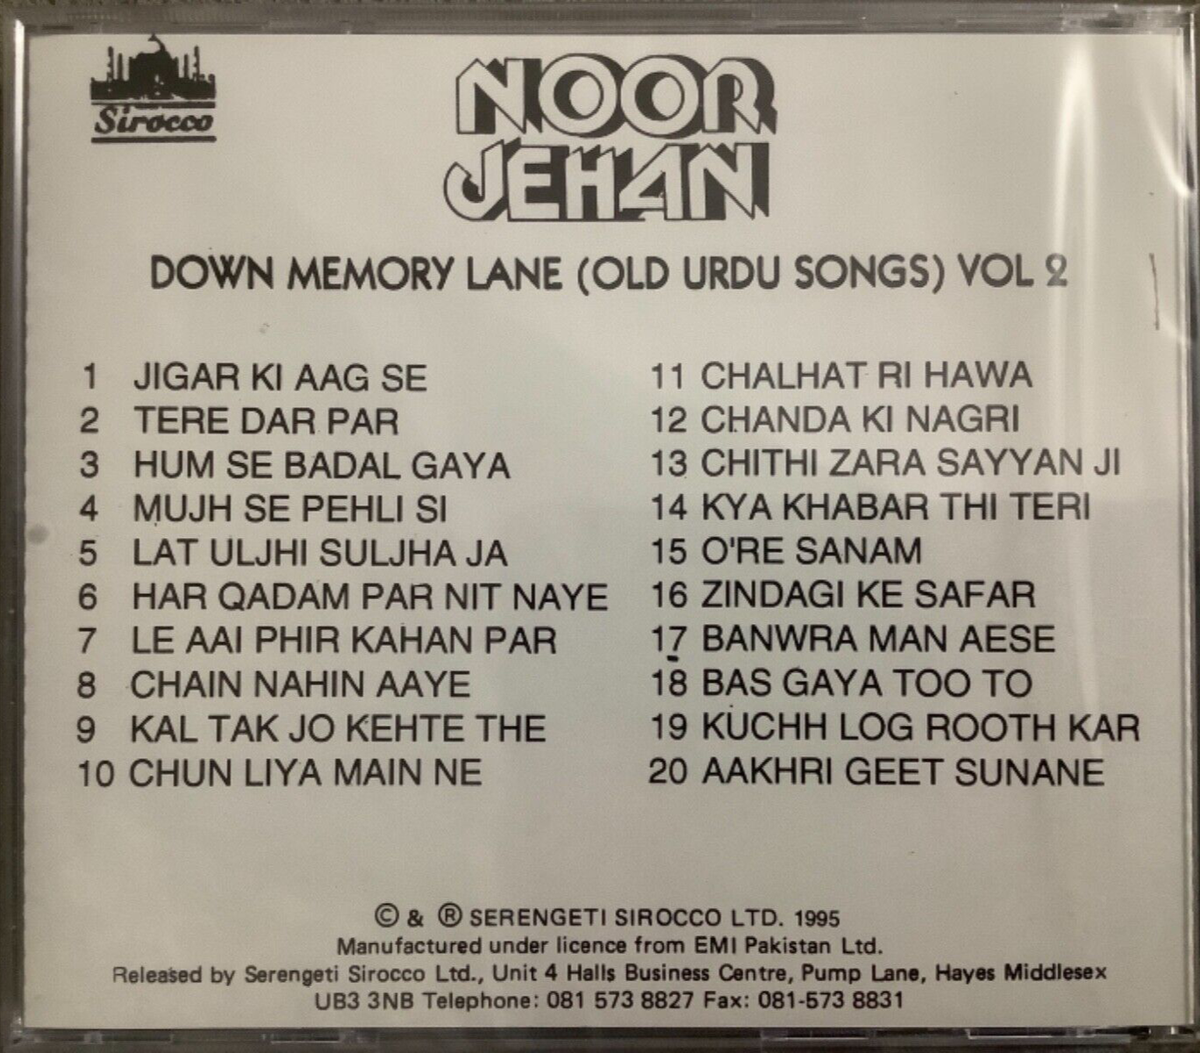 Sirocco
NOOR
JEHAN
DOWN MEMORY LANE (OLD URDU SONGS) VOL 2
1 JIGAR KI AAG SE
2 TERE DAR PAR
3 HUM SE BADAL GAYA
4 MUJH SE PEHLI SI
5 LAT ULJHI SULJHA JA
6 HAR QADAM PAR NIT NAYE
7 LE AAI PHIR KAHAN PAR
8 CHAIN NAHIN AAYE
9 KAL TAK JO KEHTE THE
10 CHUN LIYA MAIN NE
11 CHALHAT RI HAWA
12 CHANDA KI NAGRI
13 CHITHI ZARA SAYYAN JI
14 KYA KHABAR THI TERI
15 O'RE SANAM
16 ZINDAGI KE SAFAR
17 BANWRA MAN AESE
18 BAS GAYA TOO TO
19 KUCHH LOG ROOTH KAR
20 AAKHRI GEET SUNANE
© & ® SERENGETI SIROCCO LTD. 1995
Manufactured under licence from EMI Pakistan Ltd.
Released by Serengeti Sirocco Ltd., Unit 4 Halls Business Centre, Pump Lane, Hayes Middlesex
UB3 3NB Telephone: 081 573 8827 Fax: 081-573 8831